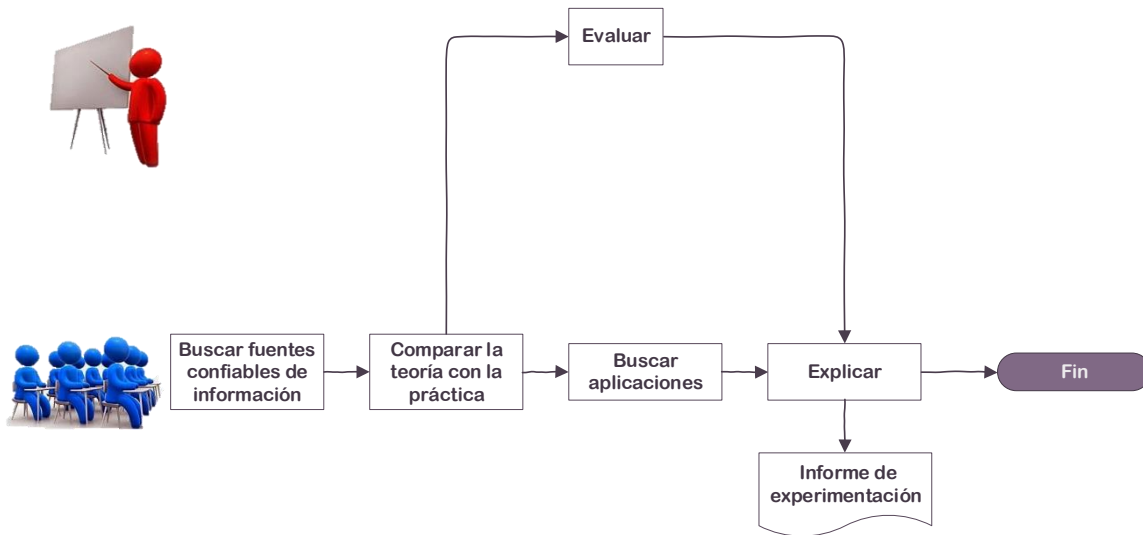 Evaluar
Buscar fuentes
confiables de
información
Comparar la
teoría con la
práctica
Buscar
aplicaciones
Explicar
Fin
Informe de
experimentación